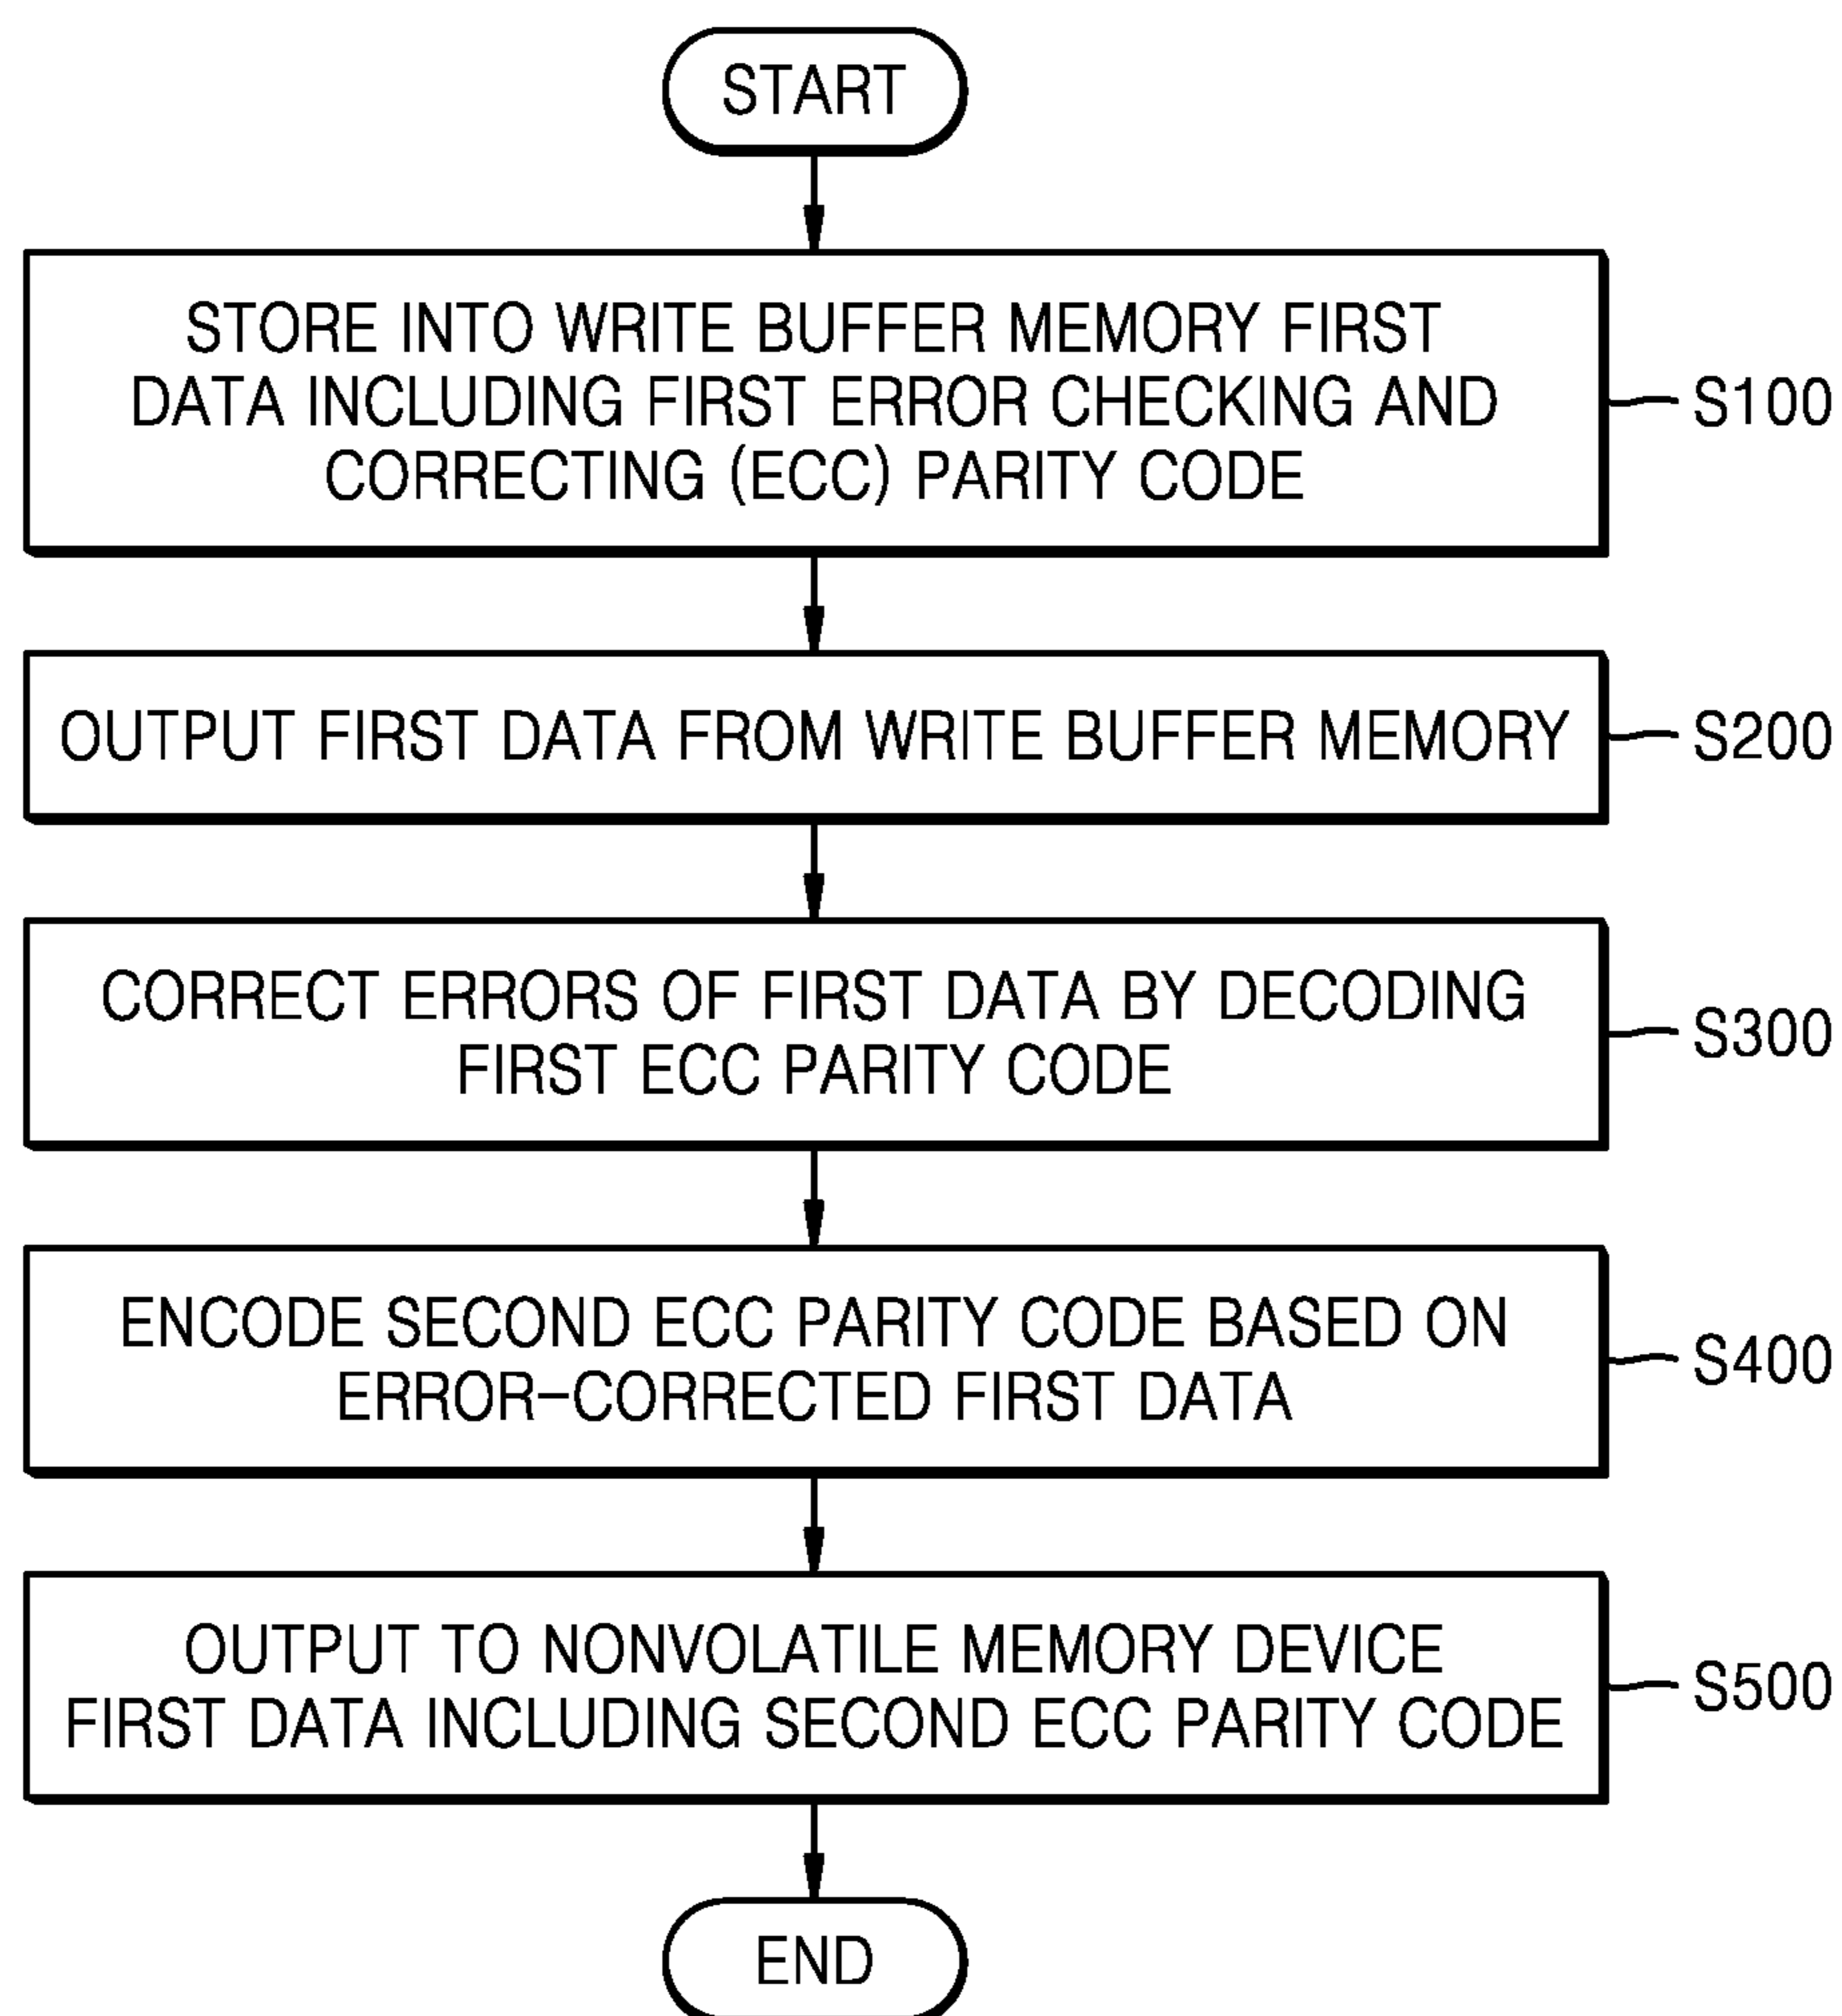 START
STORE INTO WRITE BUFFER MEMORY FIRST
DATA INCLUDING FIRST ERROR CHECKING AND
CORRECTING (ECC) PARITY CODE
S100
OUTPUT FIRST DATA FROM WRITE BUFFER MEMORY
S200
CORRECT ERRORS OF FIRST DATA BY DECODING
FIRST ECC PARITY CODE
S300
ENCODE SECOND ECC PARITY CODE BASED ON
ERROR-CORRECTED FIRST DATA
S400
OUTPUT TO NONVOLATILE MEMORY DEVICE
FIRST DATA INCLUDING SECOND ECC PARITY CODE
S500
END